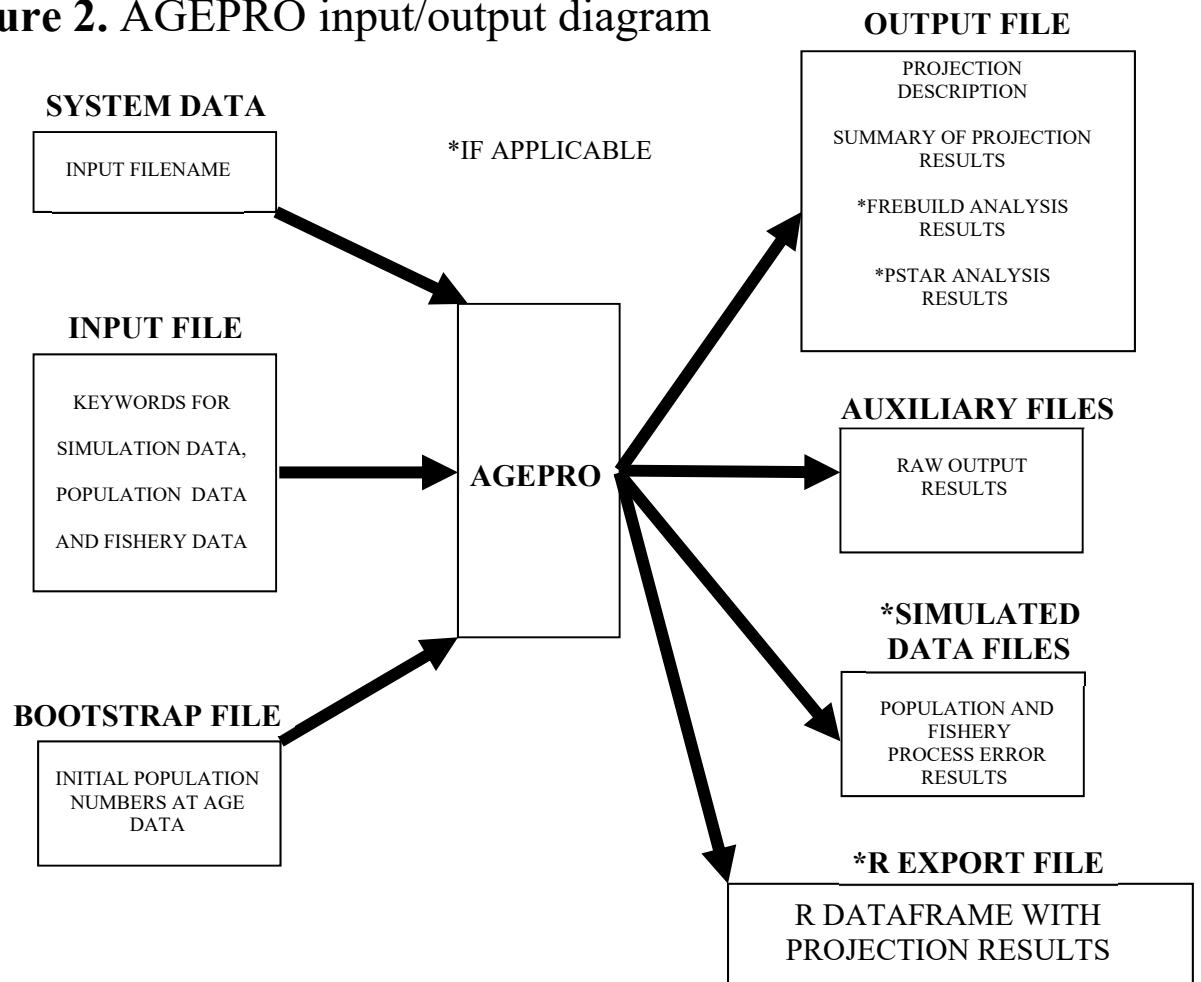 ure 2. AGEPRO input/output diagram
SYSTEM DATA
INPUT FILENAME
*IF APPLICABLE
INPUT FILE
KEYWORDS FOR
SIMULATION DATA,
POPULATION DATA
AND FISHERY DATA
BOOTSTRAP FILE
INITIAL POPULATION
NUMBERS AT AGE
DATA
AGEPRO
OUTPUT FILE
PROJECTION
DESCRIPTION
SUMMARY OF PROJECTION
RESULTS
*FREBUILD ANALYSIS
RESULTS
*PSTAR ANALYSIS
RESULTS
AUXILIARY FILES
RAW OUTPUT
RESULTS
*SIMULATED
DATA FILES
POPULATION AND
FISHERY
PROCESS ERROR
RESULTS
*R EXPORT FILE
R DATAFRAME WITH
PROJECTION RESULTS